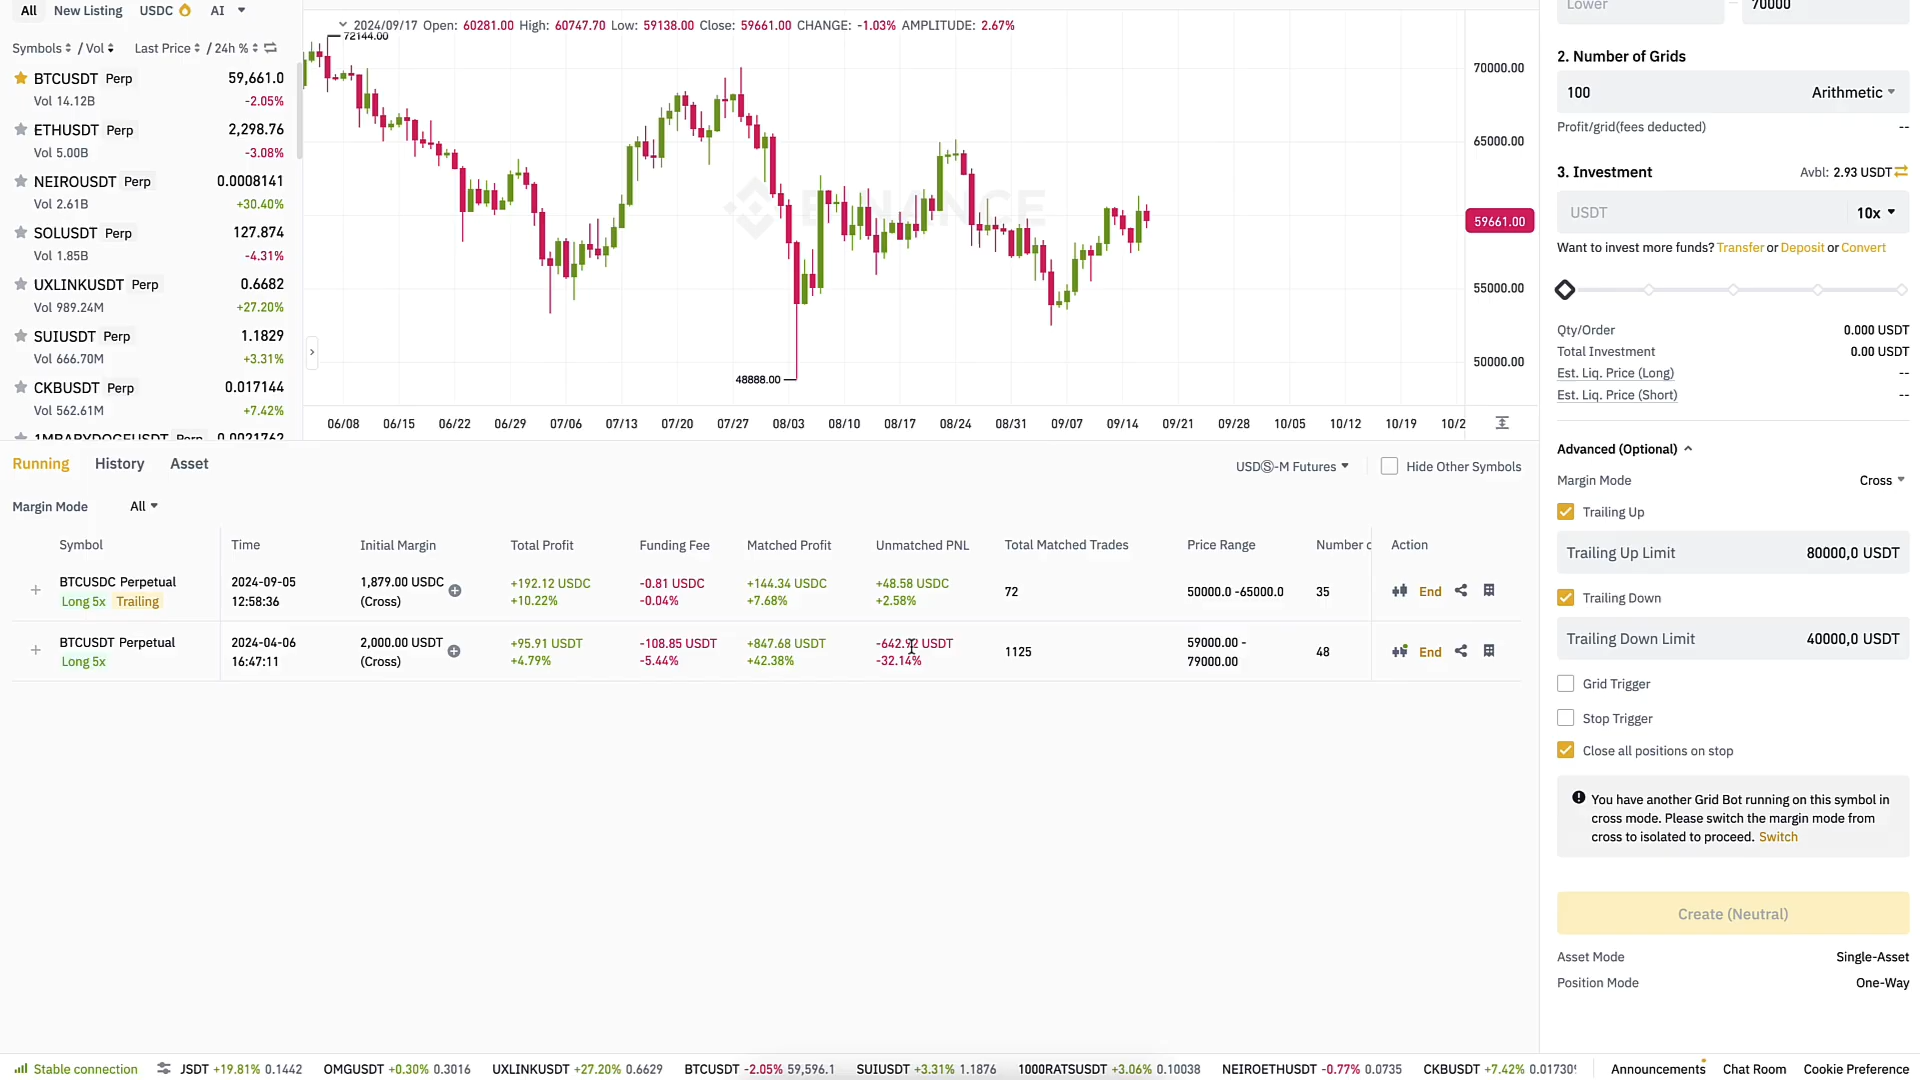 All New Listing USDC AI
Symbols / Vol Last Price / 24h %
BTCUSDT Perp 59,661.0
Vol 14.12B -2.05%
ETHUSDT Perp 2,298.76
Vol 5.00B -3.08%
NEIROUSDT Perp 0.0008141
Vol 2.61B +30.40%
SOLUSDT Perp 127.874
Vol 1.85B -4.31%
UXLINKUSDT Perp 0.6682
Vol 989.24M +27.20%
SUIUSDT Perp 1.1829
Vol 666.70M +3.31%
CKBUSDT Perp 0.017144
Vol 562.61M +7.42%
1MBABYDOGEUSDT Perp 0.0021762
2024/09/17 Open: 60281.00 High: 60747.70 Low: 59138.00 Close: 59661.00 CHANGE: -1.03% AMPLITUDE: 2.67%
72144.00
BINANCE
48888.00
70000.00
65000.00
59661.00
55000.00
50000.00
06/08 06/15 06/22 06/29 07/06 07/13 07/20 07/27 08/03 08/10 08/17 08/24 08/31 09/07 09/14 09/21 09/28 10/05 10/12 10/19 10/2
Running History Asset
USDⓈ-M Futures Hide Other Symbols
Margin Mode All
Symbol Time Initial Margin Total Profit Funding Fee Matched Profit Unmatched PNL Total Matched Trades Price Range Number o Action
BTCUSDC Perpetual 2024-09-05 1,879.00 USDC +192.12 USDC -0.81 USDC +144.34 USDC +48.58 USDC 72 50000.0 -65000.0 35 End
Long 5x Trailing 12:58:36 (Cross) +10.22% -0.04% +7.68% +2.58%
BTCUSDT Perpetual 2024-04-06 2,000.00 USDT +95.91 USDT -108.85 USDT +847.68 USDT USDT 1125 59000.00 - 48 End
Long 5x 16:47:11 (Cross) +4.79% -5.44% +42.38% -32.14% 79000.00
Lower – 70000
2. Number of Grids
100 Arithmetic
Profit/grid(fees deducted) --
3. Investment Avbl: 2.93 USDT
USDT 10x
Want to invest more funds? Transfer or Deposit or Convert
Qty/Order 0.000 USDT
Total Investment 0.00 USDT
Est. Liq. Price (Long) --
Est. Liq. Price (Short) --
Advanced (Optional)
Margin Mode Cross
Trailing Up
Trailing Up Limit 80000,0 USDT
Trailing Down
Trailing Down Limit 40000,0 USDT
Grid Trigger
Stop Trigger
Close all positions on stop
You have another Grid Bot running on this symbol in
cross mode. Please switch the margin mode from
cross to isolated to proceed. Switch
Create (Neutral)
Asset Mode Single-Asset
Position Mode One-Way
Stable connection JSDT +19.81% 0.1442 OMGUSDT +0.30% 0.3016 UXLINKUSDT +27.20% 0.6629 BTCUSDT -2.05% 59,596.1 SUIUSDT +3.31% 1.1876 1000RATSUSDT +3.06% 0.10038 NEIROETHUSDT -0.77% 0.0735 CKBUSDT +7.42% Announcements Chat Room Cookie Preference